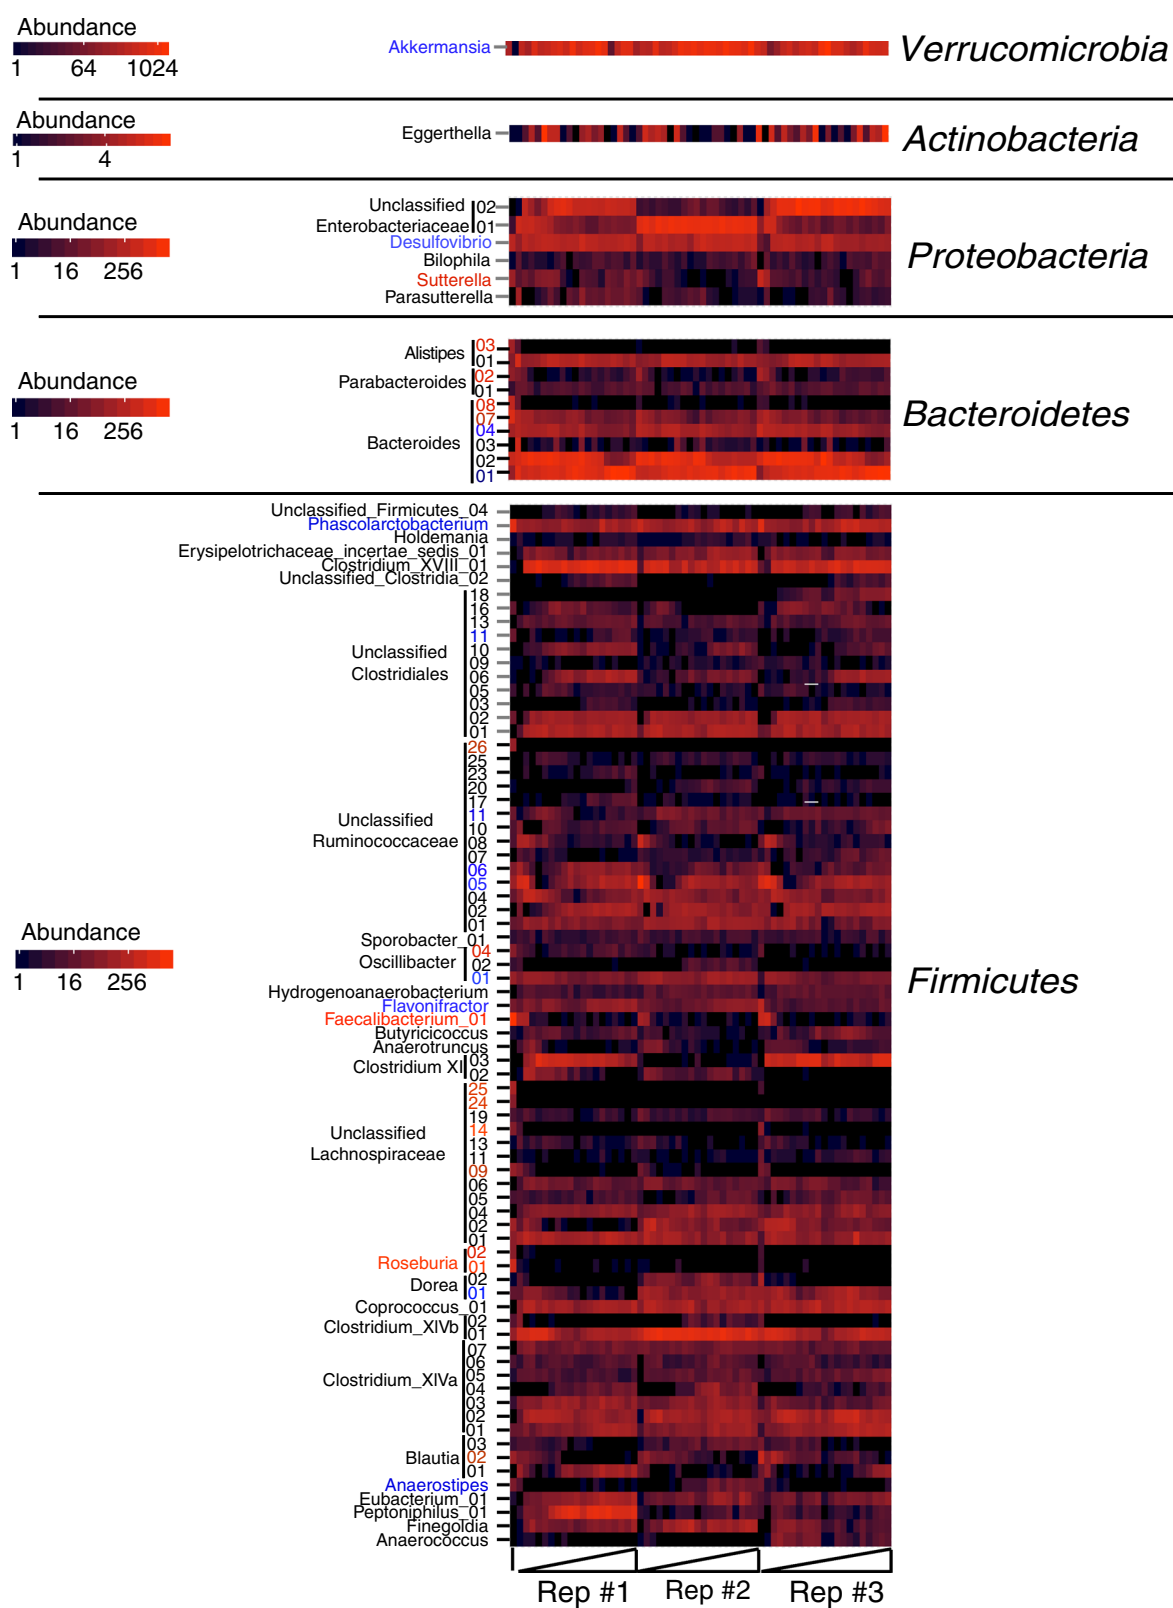 Abundance
1 64 1024
Akkermansia
Verrucomicrobia
Abundance
1 4
Eggerthella
Actinobacteria
Abundance
1 16 256
Unclassified 02
Enterobacteriaceae 01
Desulfovibrio
Bilophila
Sutterella
Parasutterella
Proteobacteria
Abundance
1 16 256
Alistipes
03
01
Parabacteroides
02
01
Bacteroides
08
07
04
03
02
01
Bacteroidetes
Abundance
1 16 256
Unclassified_Firmicutes_04
Phascolarctobacterium
Holdemania
Erysipelotrichaceae_incertae_sedis_01
Clostridium_XVIII_01
Unclassified_Clostridia_02
Unclassified
Clostridiales
18
16
13
11
10
09
06
05
03
02
01
Unclassified
Ruminococcaceae
26
25
23
20
17
11
10
08
07
06
05
04
02
01
Sporobacter_01
Oscillibacter
04
02
01
Hydrogenoanaerobacterium
Flavonifractor
Faecalibacterium_01
Butyricicoccus
Anaerotruncus
Clostridium XI
03
02
Unclassified
Lachnospiraceae
25
24
19
14
13
11
09
06
05
04
02
01
Roseburia
02
01
Dorea
02
01
Coprococcus_01
Clostridium_XIVb
02
01
Clostridium_XIVa
07
06
05
04
03
02
01
Blautia
03
02
01
Anaerostipes
Eubacterium_01
Peptoniphilus_01
Finegoldia
Anaerococcus
Firmicutes
Rep #1 Rep #2 Rep #3